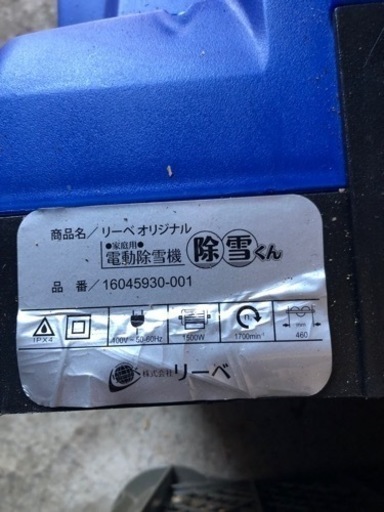 商品名／リーベ オリジナル
●家庭用●
電動除雪機 除雪くん
品 番／16045930-001
IPX4
100V～50-60Hz
1500W
n
1700min⁻¹
mm
460
株式会社 リーベ